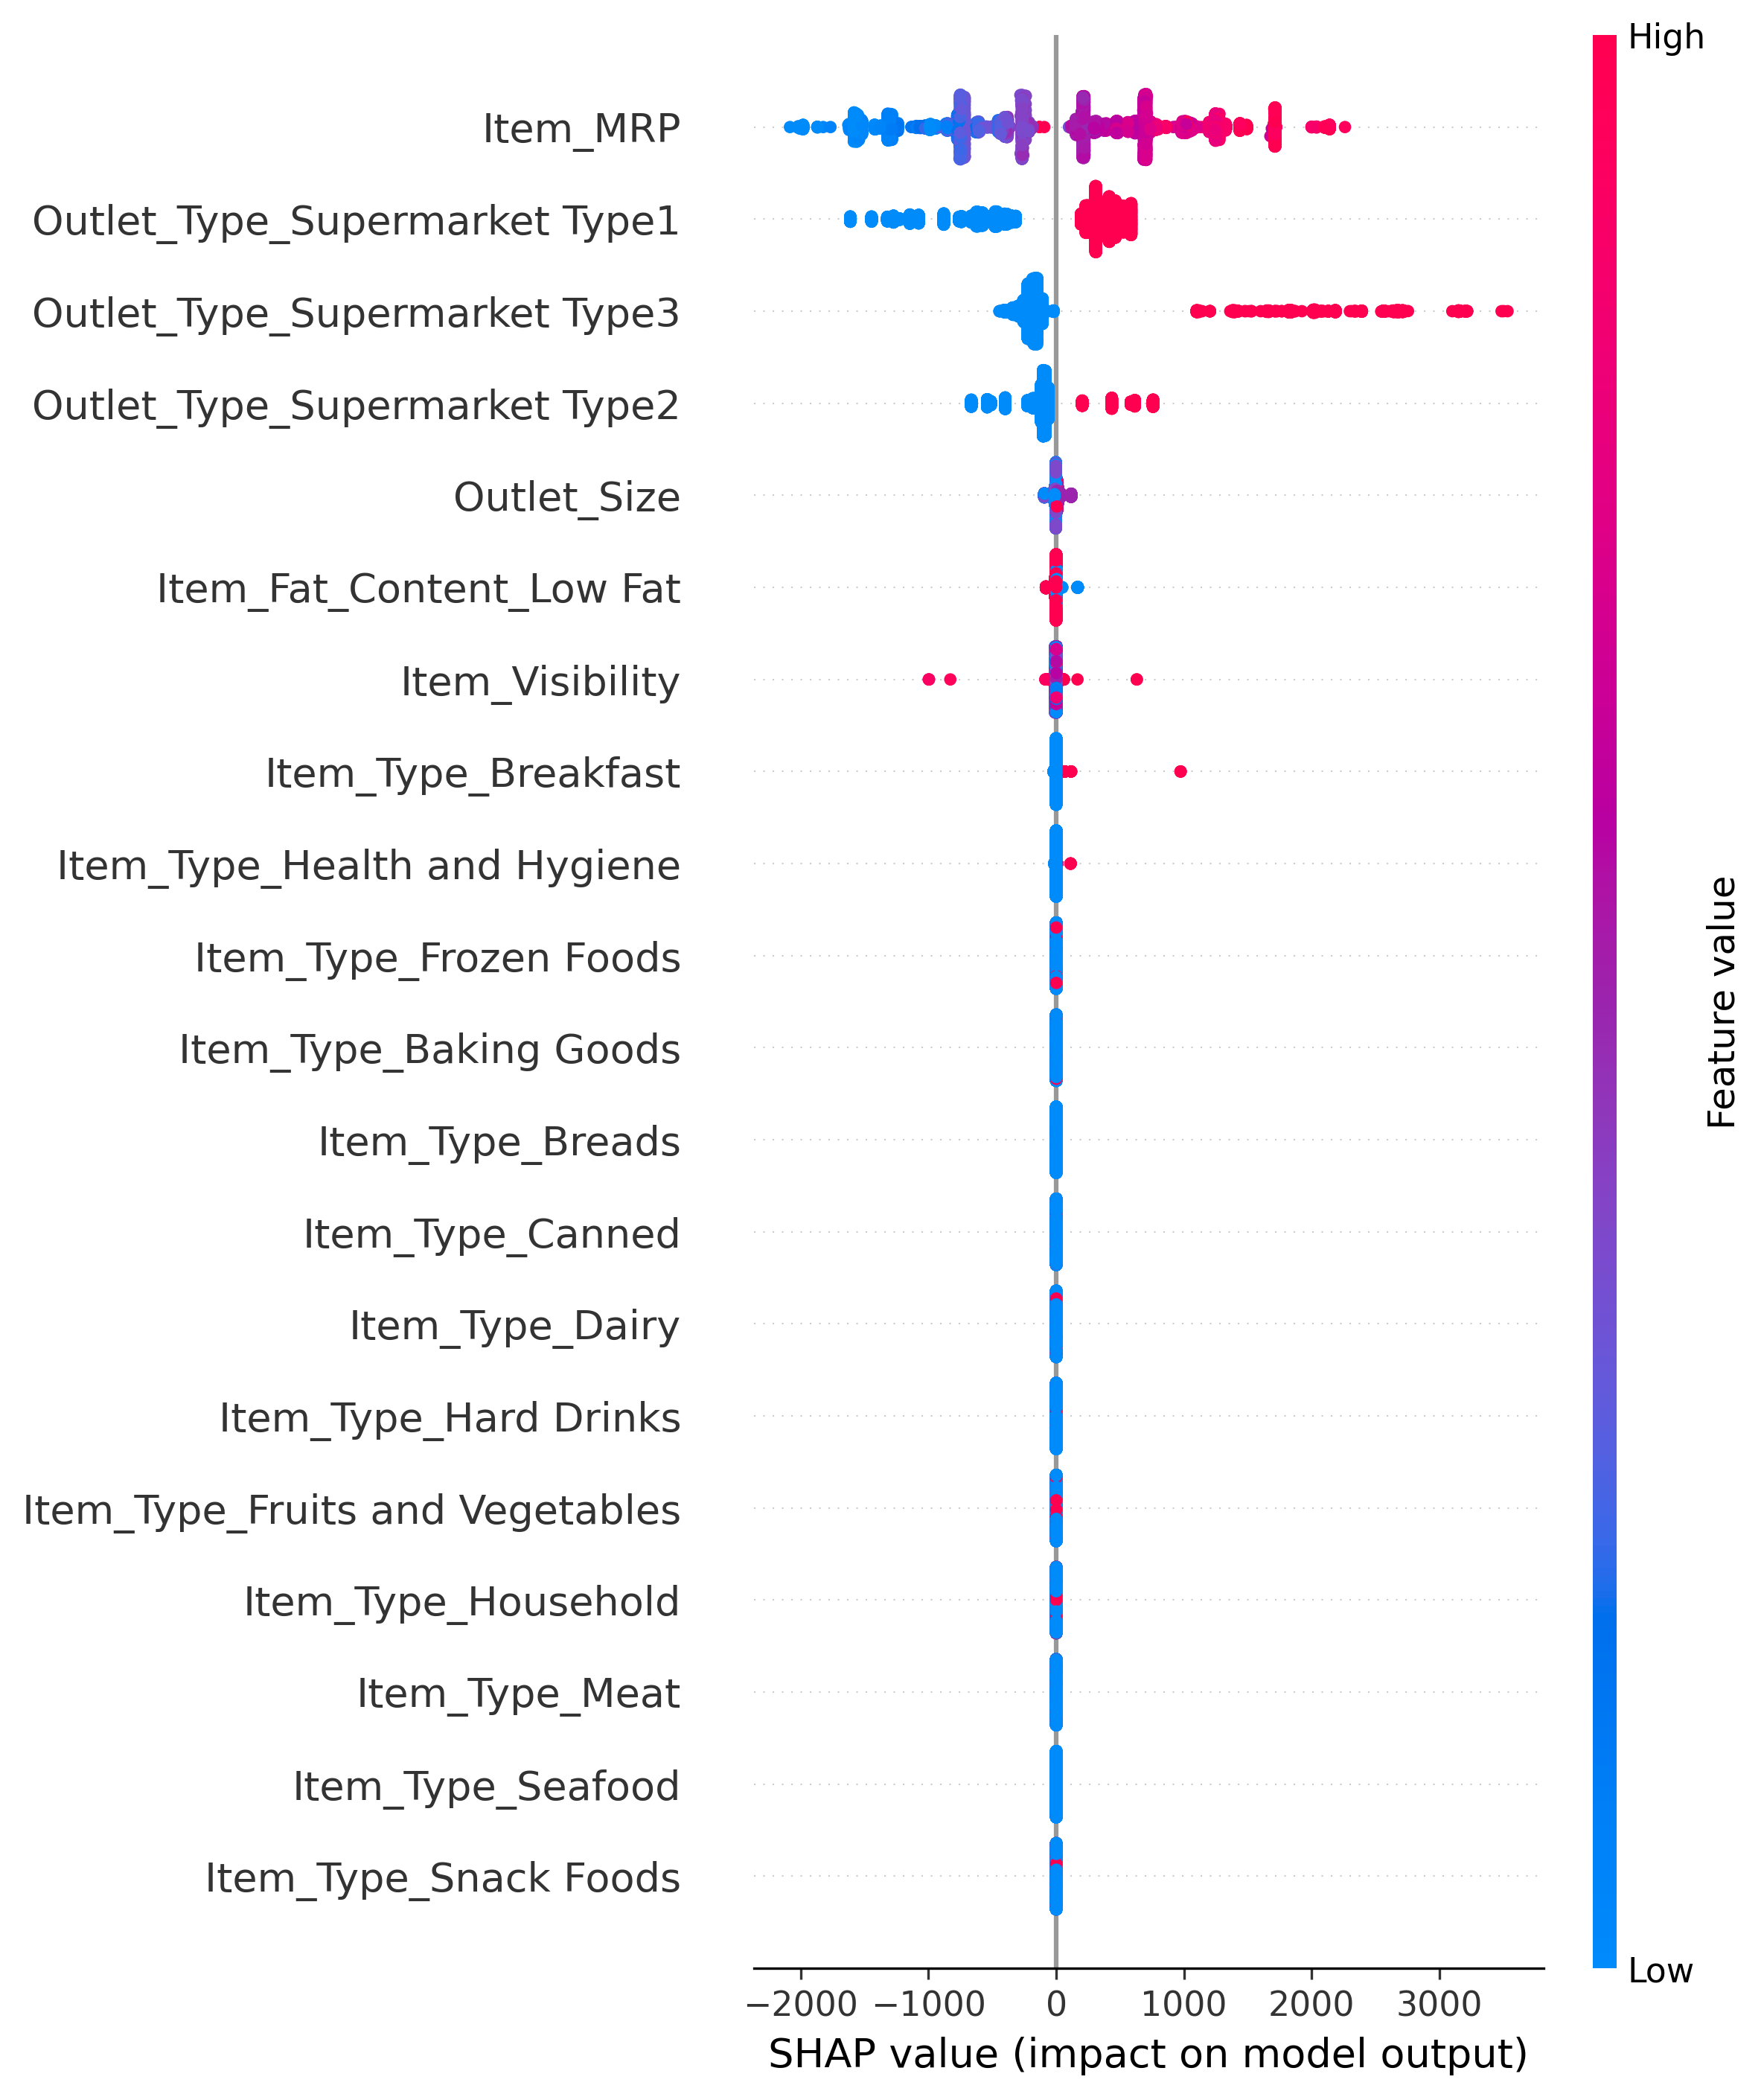 High
Item_MRP
Outlet_Type_Supermarket Type1
Outlet_Type_Supermarket Type3
Outlet_Type_Supermarket Type2
Outlet_Size
Item_Fat_Content_Low Fat
Item_Visibility
Item_Type_Breakfast
Item_Type_Health and Hygiene
Item_Type_Frozen Foods
Item_Type_Baking Goods
Item_Type_Breads
Item_Type_Canned
Item_Type_Dairy
Item_Type_Hard Drinks
Item_Type_Fruits and Vegetables
Item_Type_Household
Item_Type_Meat
Item_Type_Seafood
Item_Type_Snack Foods
Feature value
Low
−2000 −1000 0 1000 2000 3000
SHAP value (impact on model output)